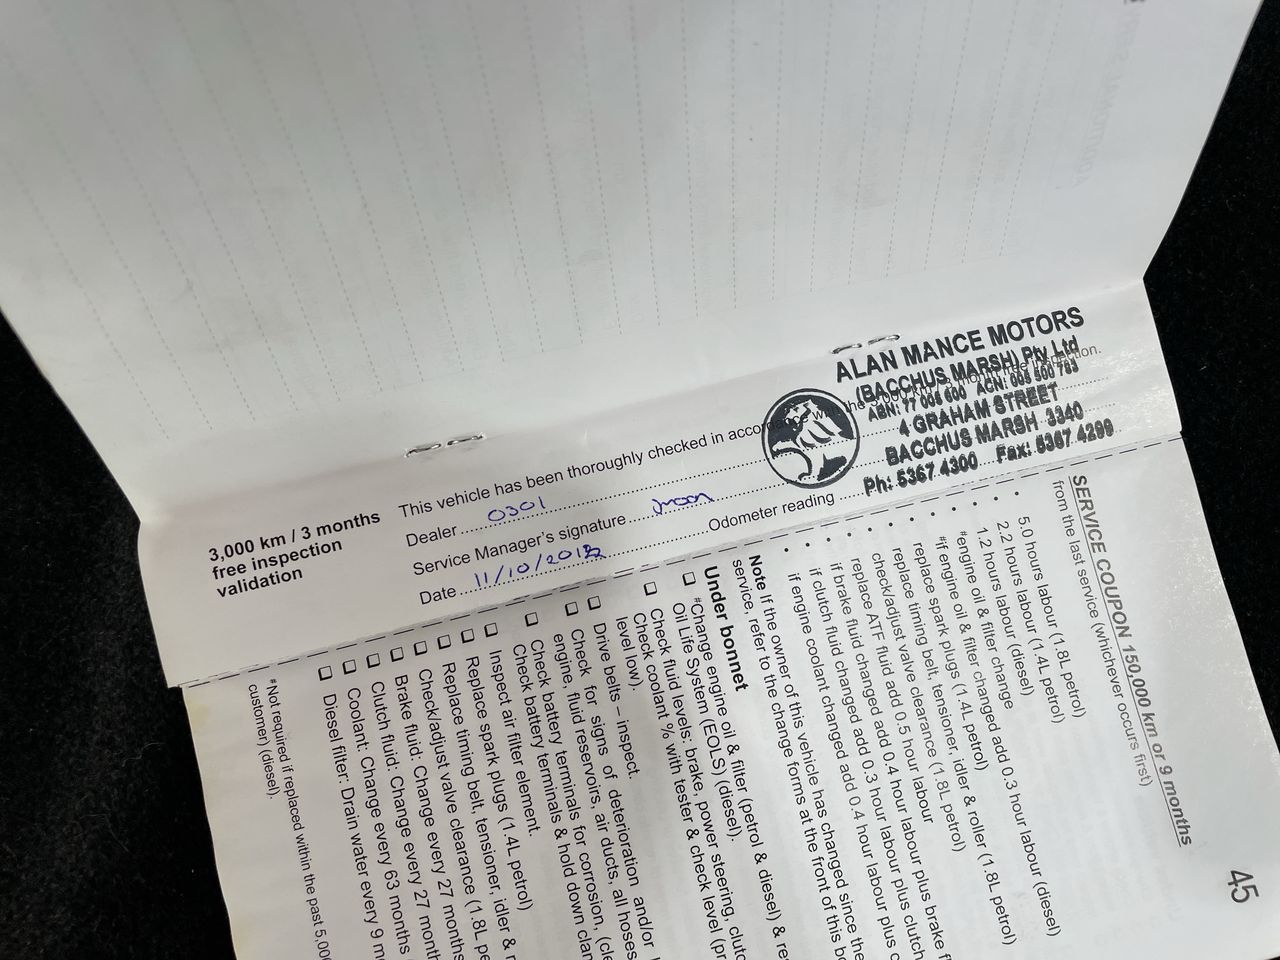 3,000 km / 3 months
free inspection
validation
This vehicle has been thoroughly checked in accordance with the 3,000 km / 3 month free inspection.
Dealer 0301
Service Manager's signature
Date 11/10/2012
Odometer reading
ALAN MANCE MOTORS
(BACCHUS MARSH) Pty Ltd
4 GRAHAM STREET
BACCHUS MARSH 3340
Ph: 5367 4300 Fax: 5367 4299
45
SERVICE COUPON 150,000 km or 9 months
from the last service (whichever occurs first)
5.0 hours labour (1.8L petrol)
2.2 hours labour (1.4L petrol)
1.2 hours labour (diesel)
#engine oil & filter change
#if engine oil & filter changed add 0.3 hour labour (diesel)
replace spark plugs (1.4L petrol)
replace timing belt, tensioner, idler & roller (1.8L petrol)
check/adjust valve clearance (1.8L petrol)
replace ATF fluid add 0.5 hour labour
if brake fluid changed add 0.4 hour labour plus brake
if clutch fluid changed add 0.3 hour labour plus clutch
if engine coolant changed add 0.4 hour labour plus
Note If the owner of this vehicle has changed since the
service, refer to the change forms at the front of this
Under bonnet
☐ #Change engine oil & filter (petrol & diesel) &
Oil Life System (EOLS) (diesel).
☐ Check fluid levels: brake, power steering,
Check coolant % with tester & check level
level low).
☐ Drive belts – inspect.
☐ Check for signs of deterioration and/or
engine, fluid reservoirs, air ducts, all hoses
☐ Check battery terminals for corrosion,
Check battery terminals & hold down
☐ Inspect air filter element.
☐ Replace spark plugs (1.4L petrol)
☐ Replace timing belt, tensioner, idler &
☐ Check/adjust valve clearance (1.8L
☐ Brake fluid: Change every 27 months
☐ Clutch fluid: Change every 27
☐ Coolant: Change every 63 months
☐ Diesel filter: Drain water every 9
#Not required if replaced within the past
customer) (diesel).